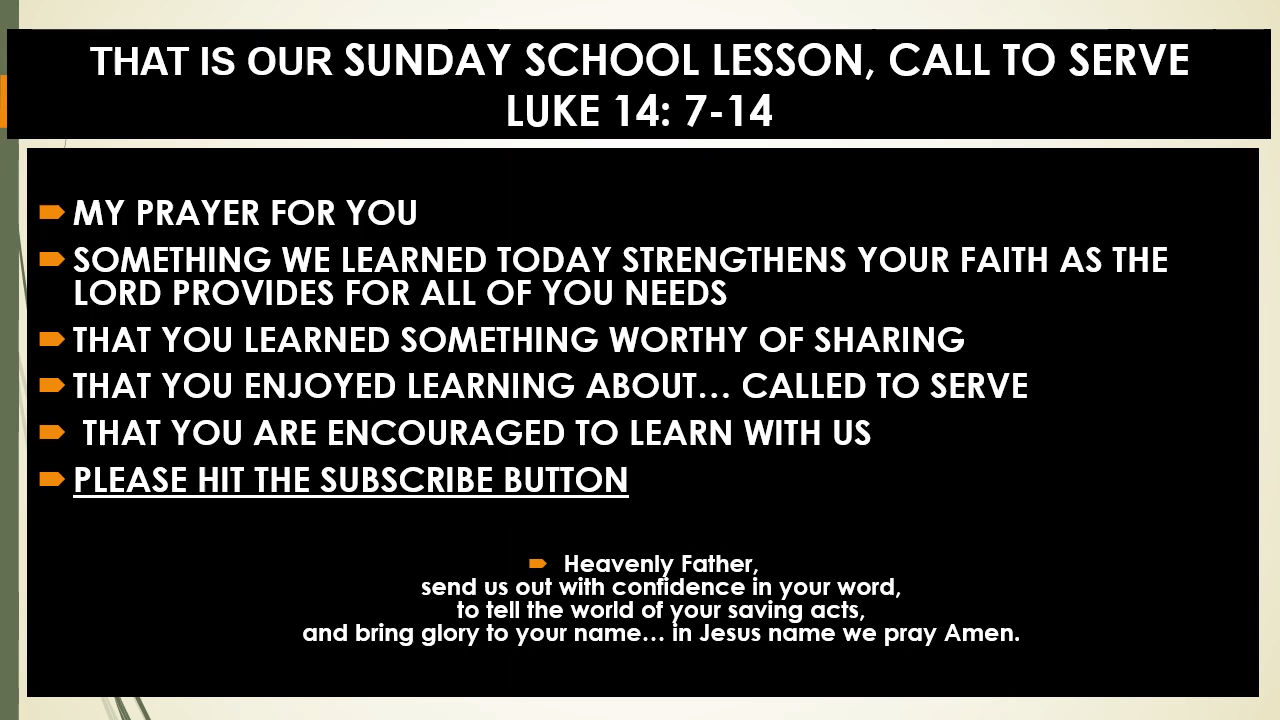 THAT IS OUR SUNDAY SCHOOL LESSON, CALL TO SERVE
LUKE 14: 7-14
MY PRAYER FOR YOU
SOMETHING WE LEARNED TODAY STRENGTHENS YOUR FAITH AS THE
LORD PROVIDES FOR ALL OF YOU NEEDS
THAT YOU LEARNED SOMETHING WORTHY OF SHARING
THAT YOU ENJOYED LEARNING ABOUT... CALLED TO SERVE
THAT YOU ARE ENCOURAGED TO LEARN WITH US
PLEASE HIT THE SUBSCRIBE BUTTON
Heavenly Father,
send us out with confidence in your word,
to tell the world of your saving acts,
and bring glory to your name... in Jesus name we pray Amen.